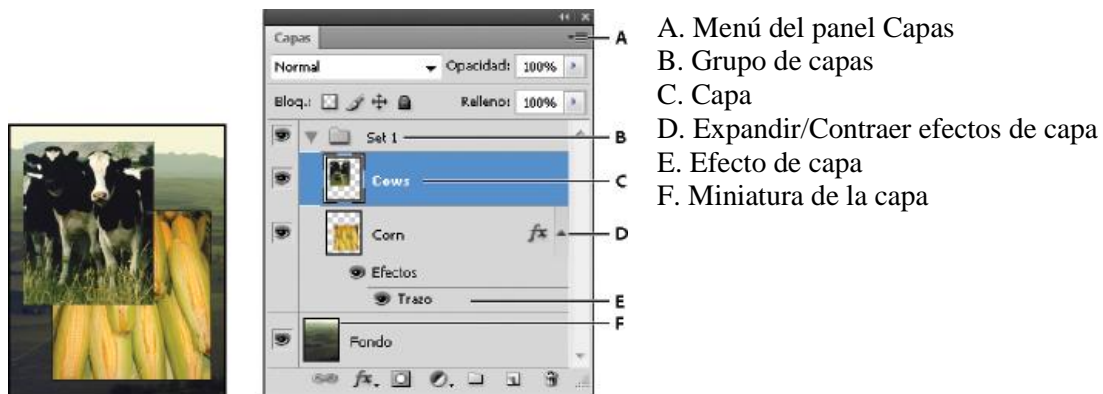 Capas
A
Normal
Opacidad: 100%
Bloq.:
Relleno: 100%
Set 1
B
Cows
C
Corn
fx
D
Efectos
Trazo
E
F
Fondo
fx.
A. Menú del panel Capas
B. Grupo de capas
C. Capa
D. Expandir/Contraer efectos de capa
E. Efecto de capa
F. Miniatura de la capa